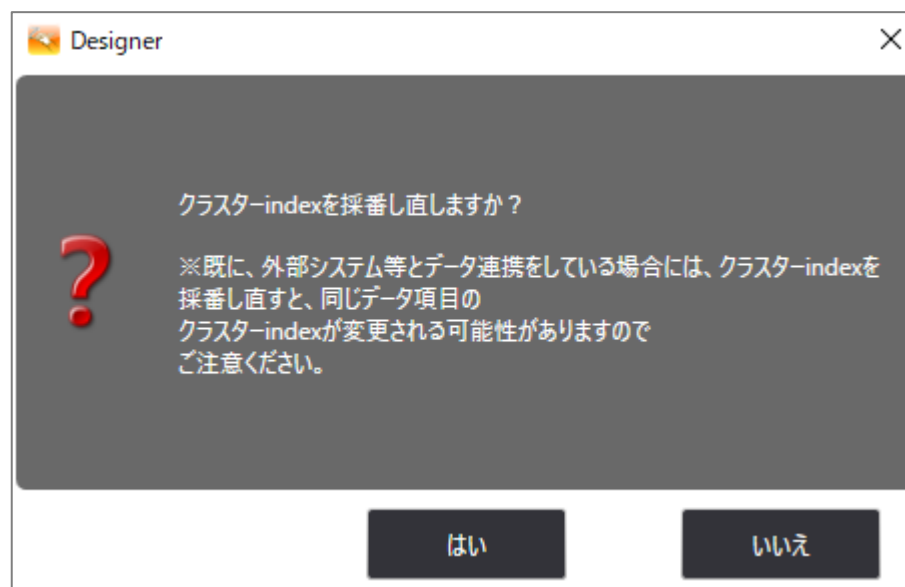 Designer
クラスターindexを採番し直しますか？
※既に、外部システム等とデータ連携をしている場合には、クラスターindexを
採番し直すと、同じデータ項目の
クラスターindexが変更される可能性がありますので
ご注意ください。
はい
いいえ